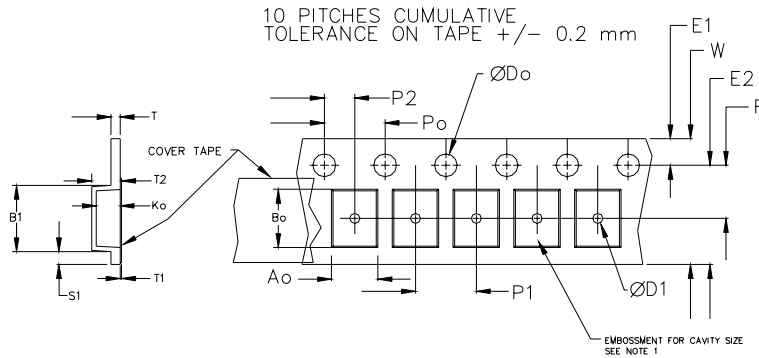 10 PITCHES CUMULATIVE
TOLERANCE ON TAPE +/- 0.2 mm
E1
W
E2
F
ØDo
P2
Po
T
COVER TAPE
T2
Ko
B1
Bo
S1
T1
Ao
P1
ØD1
EMBOSSMENT FOR CAVITY SIZE
SEE NOTE 1